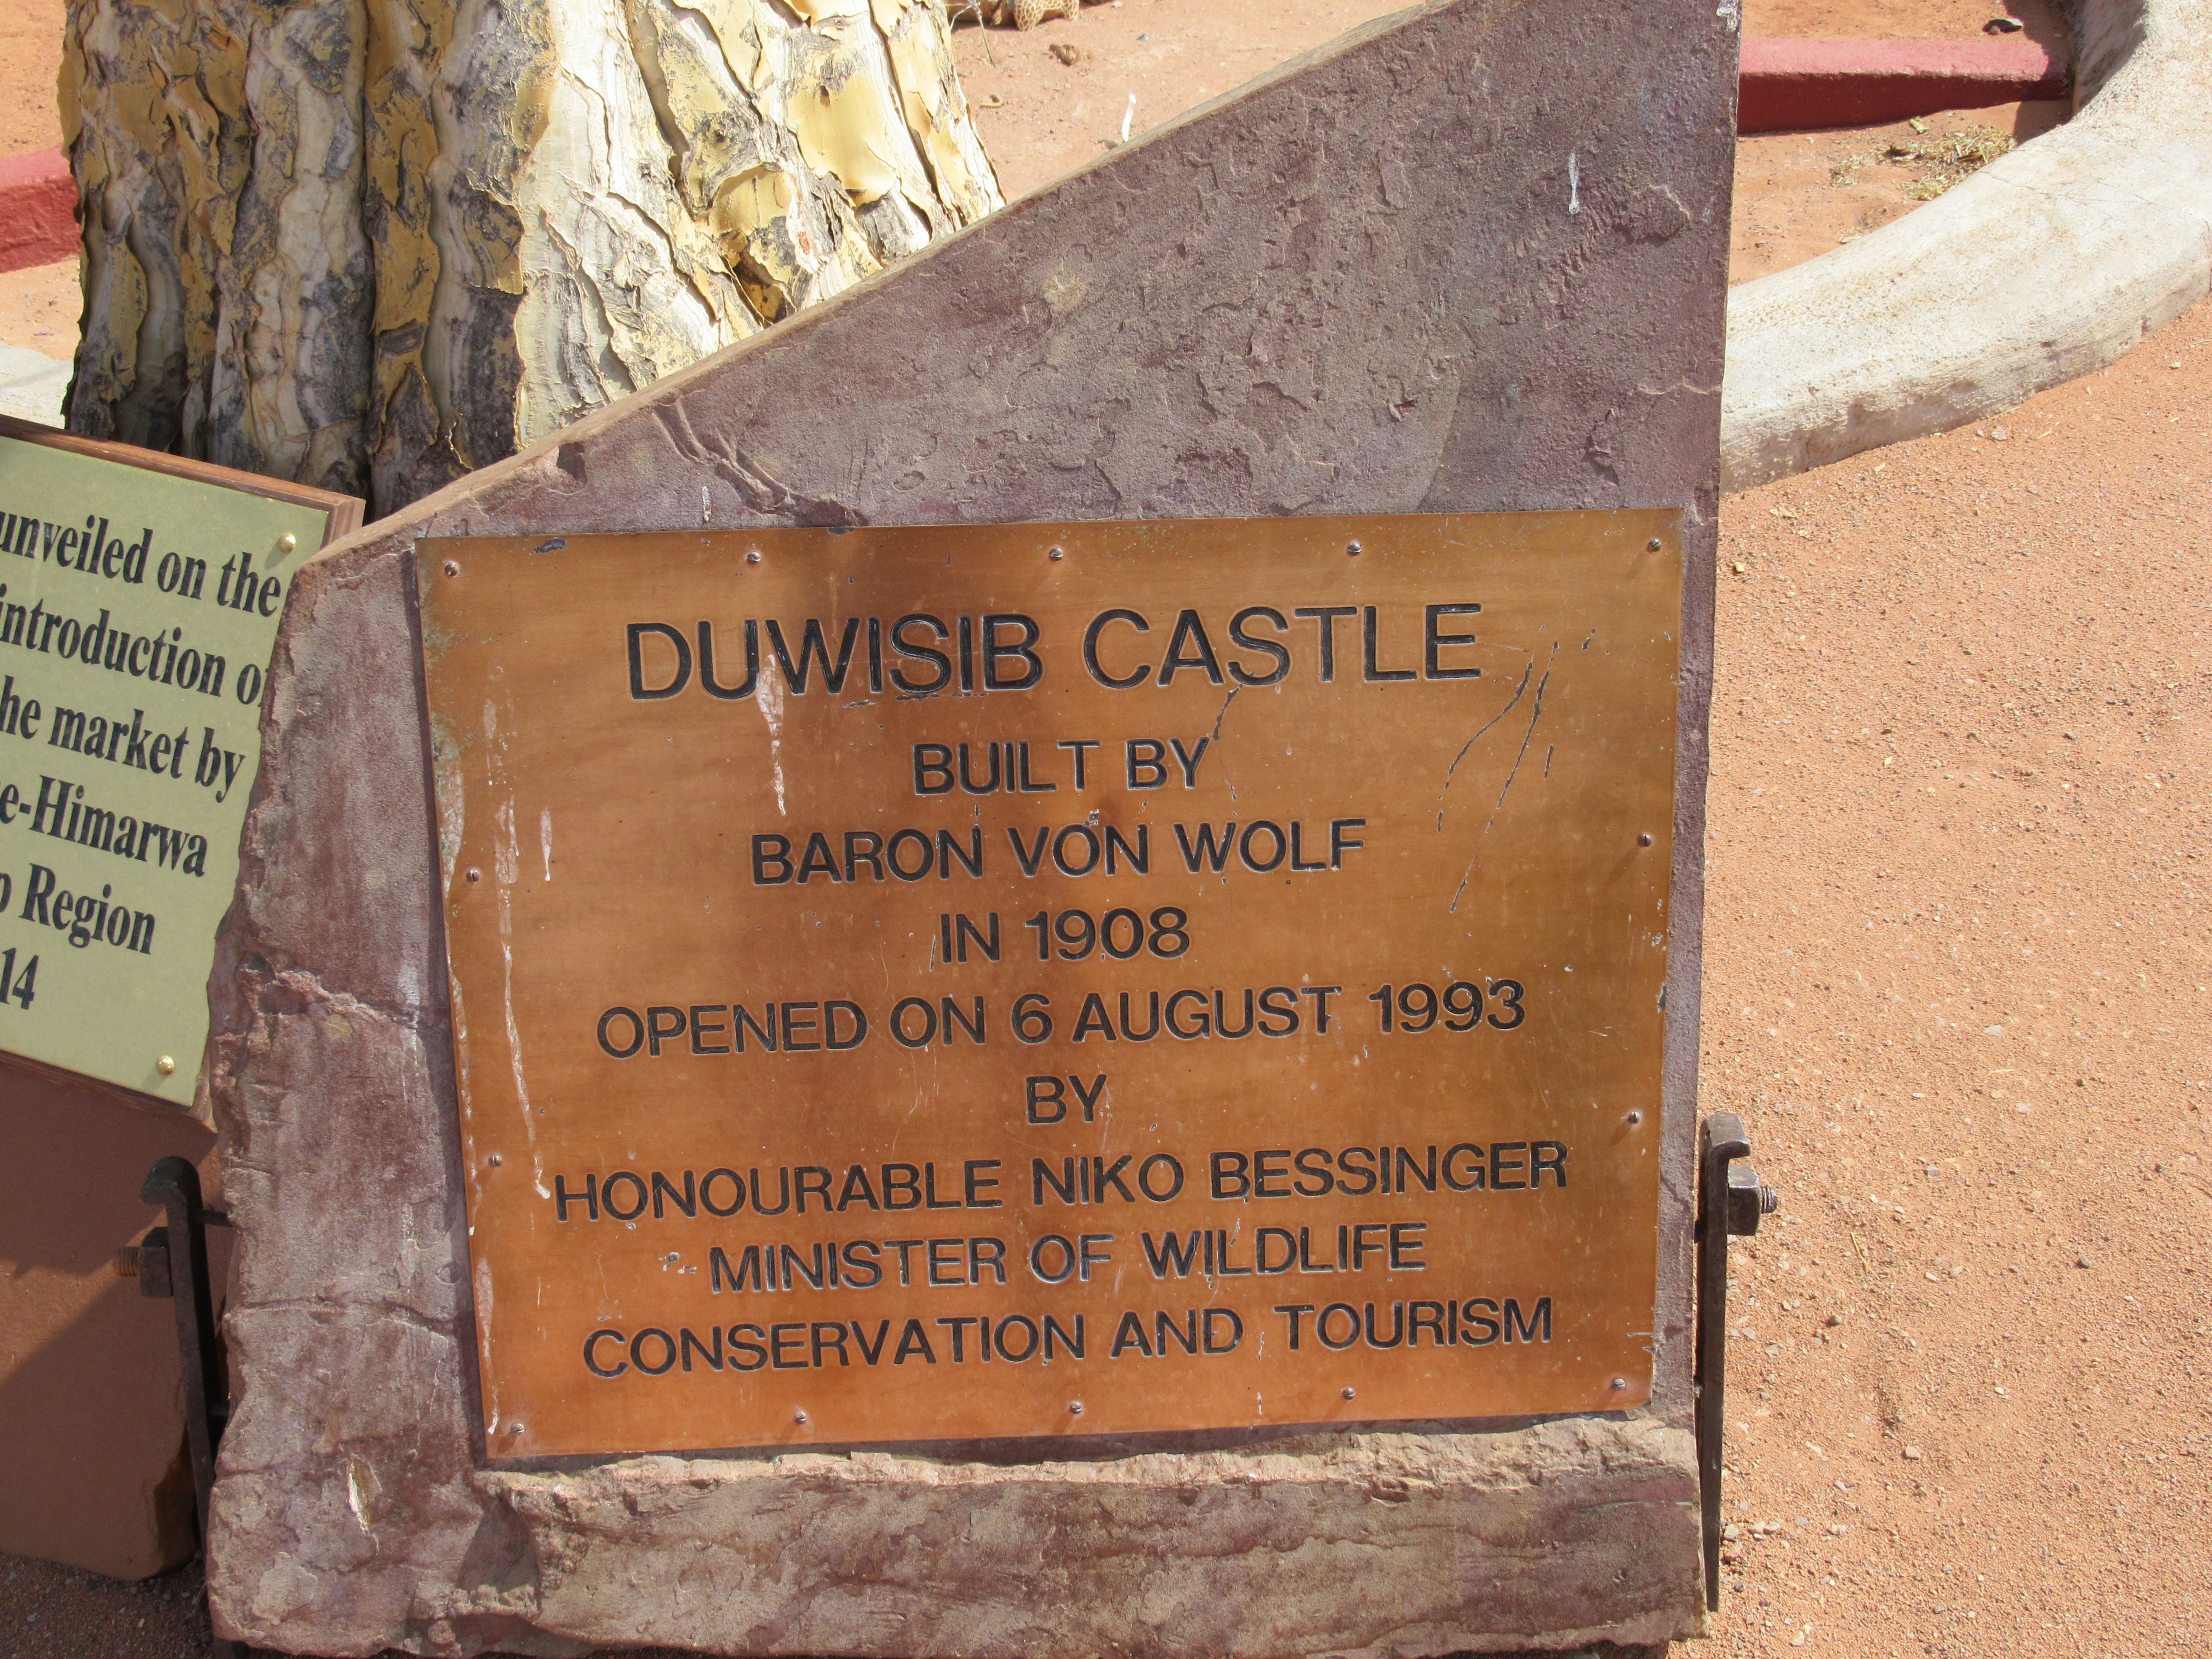 unveiled on the
introduction
market by
Himarwa
Region
14
DUWISIB CASTLE
BUILT BY
BARON VON WOLF
IN 1908
OPENED ON 6 AUGUST 1993
BY
HONOURABLE NIKO BESSINGER
MINISTER OF WILDLIFE
CONSERVATION AND TOURISM